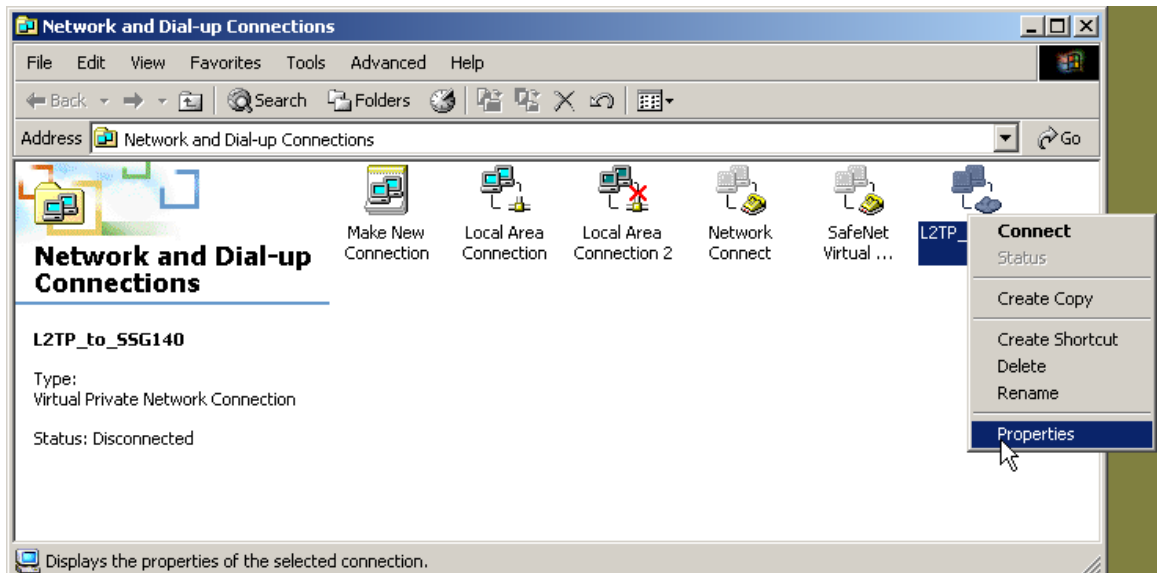 Network and Dial-up Connections
File Edit View Favorites Tools Advanced Help
Back Search Folders
Address Network and Dial-up Connections Go
Network and Dial-up
Connections
L2TP_to_SSG140
Type:
Virtual Private Network Connection
Status: Disconnected
Make New
Connection
Local Area
Connection
Local Area
Connection 2
Network
Connect
SafeNet
Virtual ...
L2TP_
Connect
Status
Create Copy
Create Shortcut
Delete
Rename
Properties
Displays the properties of the selected connection.